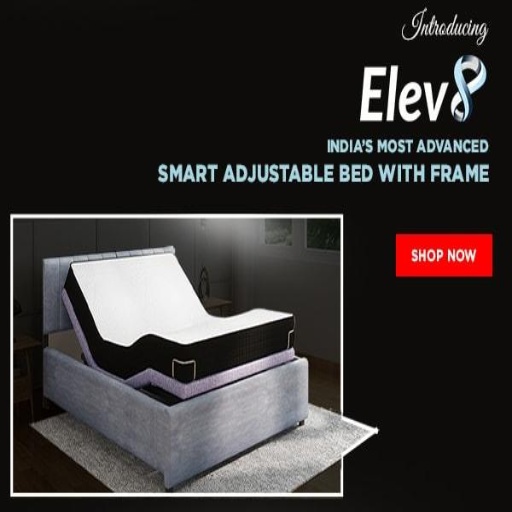 Introducing
Elev8
INDIA'S MOST ADVANCED
SMART ADJUSTABLE BED WITH FRAME
SHOP NOW